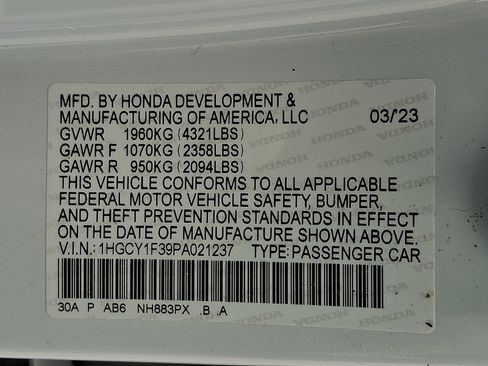 MFD. BY HONDA DEVELOPMENT &
MANUFACTURING OF AMERICA, LLC 03/23
GVWR 1960KG (4321LBS)
GAWR F 1070KG (2358LBS)
GAWR R 950KG (2094LBS)
THIS VEHICLE CONFORMS TO ALL APPLICABLE
FEDERAL MOTOR VEHICLE SAFETY, BUMPER,
AND THEFT PREVENTION STANDARDS IN EFFECT
ON THE DATE OF MANUFACTURE SHOWN ABOVE.
V.I.N.: 1HGCY1F39PA021237 TYPE: PASSENGER CAR
30A P AB6 NH883PX .B .A